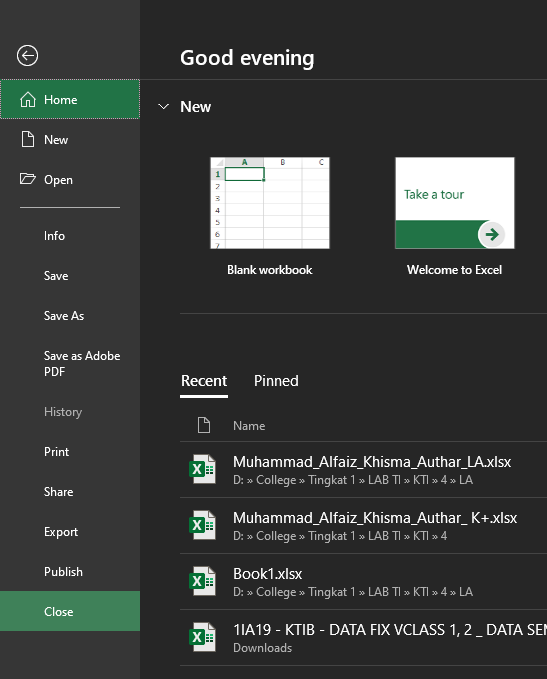 Good evening
Home
New
Open
Info
Save
Save As
Save as Adobe
PDF
History
Print
Share
Export
Publish
Close
New
A B C
1
2
3
4
5
6
7
Blank workbook
Take a tour
Welcome to Excel
Recent Pinned
Name
Muhammad_Alfaiz_Khisma_Authar_LA.xlsx
D: » College » Tingkat 1 » LAB TI » KTI » 4 » LA
Muhammad_Alfaiz_Khisma_Authar_ K+.xlsx
D: » College » Tingkat 1 » LAB TI » KTI » 4
Book1.xlsx
D: » College » Tingkat 1 » LAB TI » KTI » 4 » LA
1IA19 - KTIB - DATA FIX VCLASS 1, 2 _ DATA SEM
Downloads